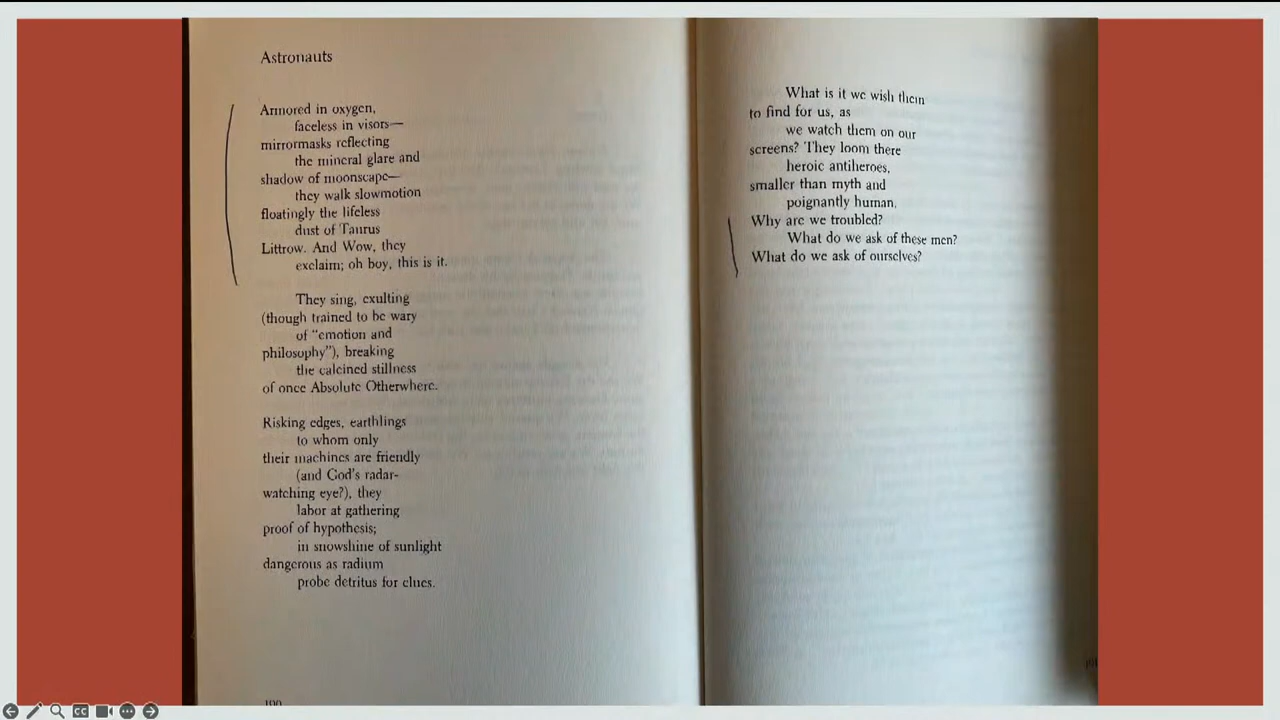 Astronauts
Armored in oxygen,
faceless in visors—
mirrormasks reflecting
the mineral glare and
shadow of moonscape—
they walk slowmotion
floatingly the lifeless
dust of Taurus
Littrow. And Wow, they
exclaim; oh boy, this is it.
They sing, exulting
(though trained to be wary
of "emotion and
philosophy"), breaking
the calcined stillness
of once Absolute Otherwhere.
Risking edges, earthlings
to whom only
their machines are friendly
(and God's radar-
watching eye?), they
labor at gathering
proof of hypothesis;
in snowshine of sunlight
dangerous as radium
probe detritus for clues.
What is it we wish them
to find for us, as
we watch them on our
screens? They loom there
heroic antiheroes,
smaller than myth and
poignantly human.
Why are we troubled?
What do we ask of these men?
What do we ask of ourselves?
CC